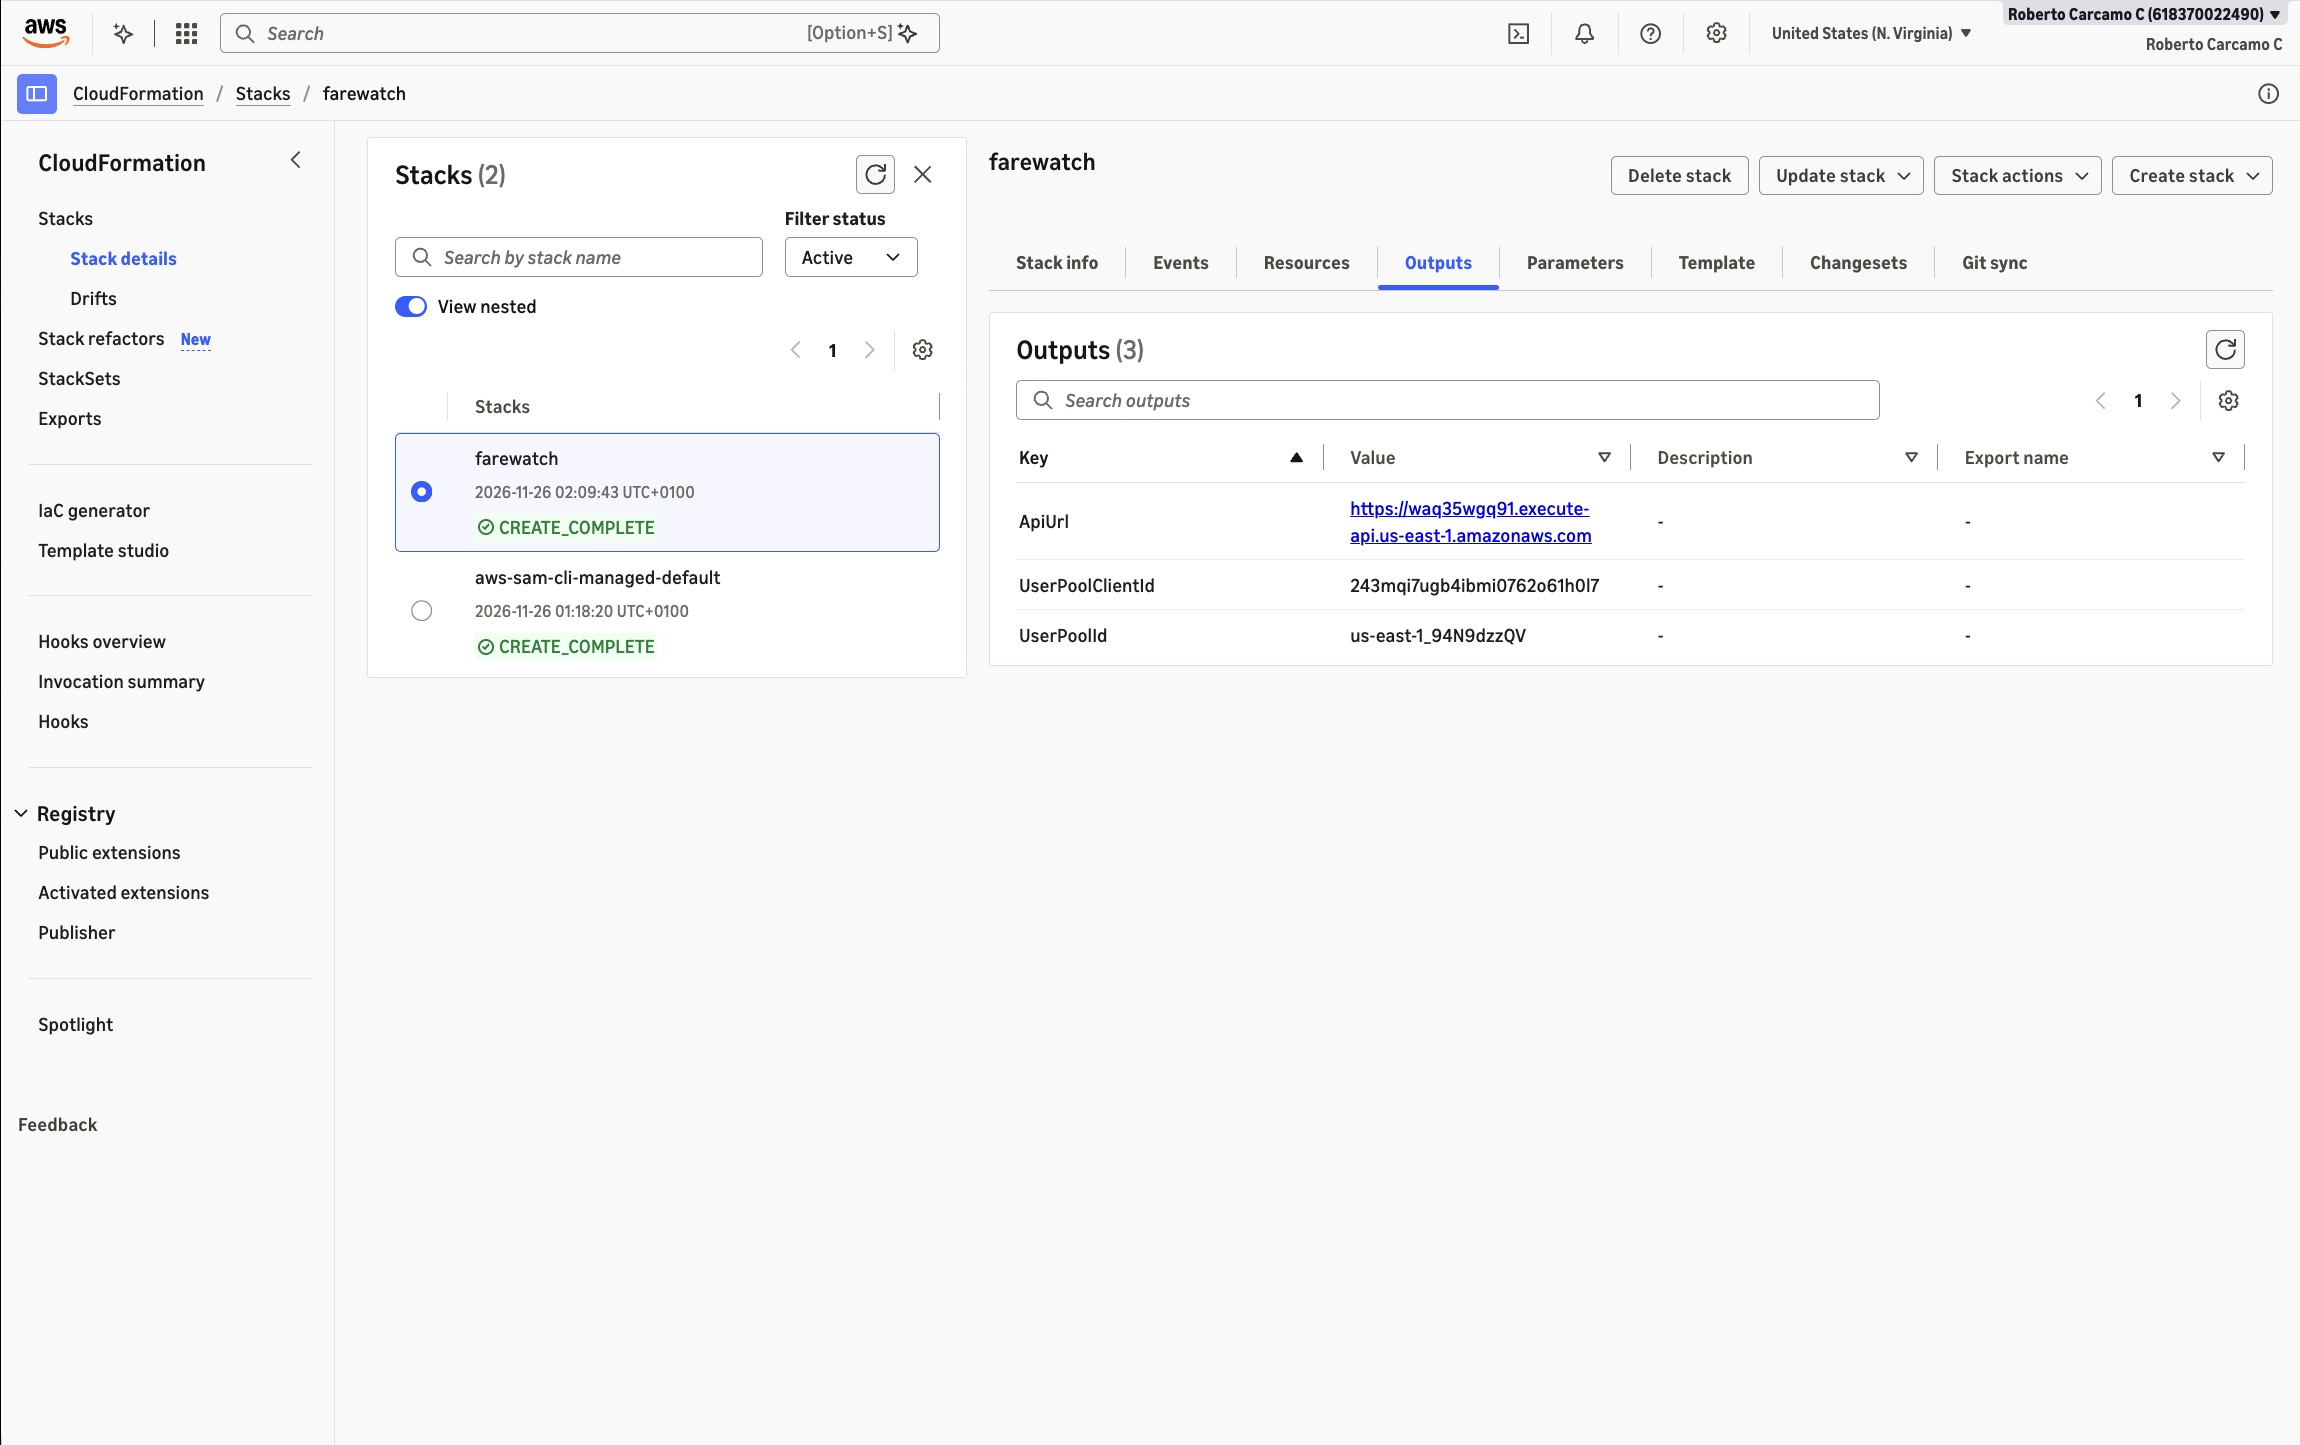 aws
Search [Option+S]
United States (N. Virginia)
Roberto Carcamo C (618370022490)
Roberto Carcamo C
CloudFormation / Stacks / farewatch
CloudFormation
Stacks
Stack details
Drifts
Stack refactors New
StackSets
Exports
IaC generator
Template studio
Hooks overview
Invocation summary
Hooks
Registry
Public extensions
Activated extensions
Publisher
Spotlight
Feedback
Stacks (2)
Filter status
Search by stack name
Active
View nested
1
Stacks
farewatch
2026-11-26 02:09:43 UTC+0100
CREATE_COMPLETE
aws-sam-cli-managed-default
2026-11-26 01:18:20 UTC+0100
CREATE_COMPLETE
farewatch
Delete stack Update stack Stack actions Create stack
Stack info Events Resources Outputs Parameters Template Changesets Git sync
Outputs (3)
Search outputs
1
Key Value Description Export name
ApiUrl https://waq35wgq91.execute-
api.us-east-1.amazonaws.com - -
UserPoolClientId 243mqi7ugb4ibmi0762o61h0l7 - -
UserPoolId us-east-1_94N9dzzQV - -